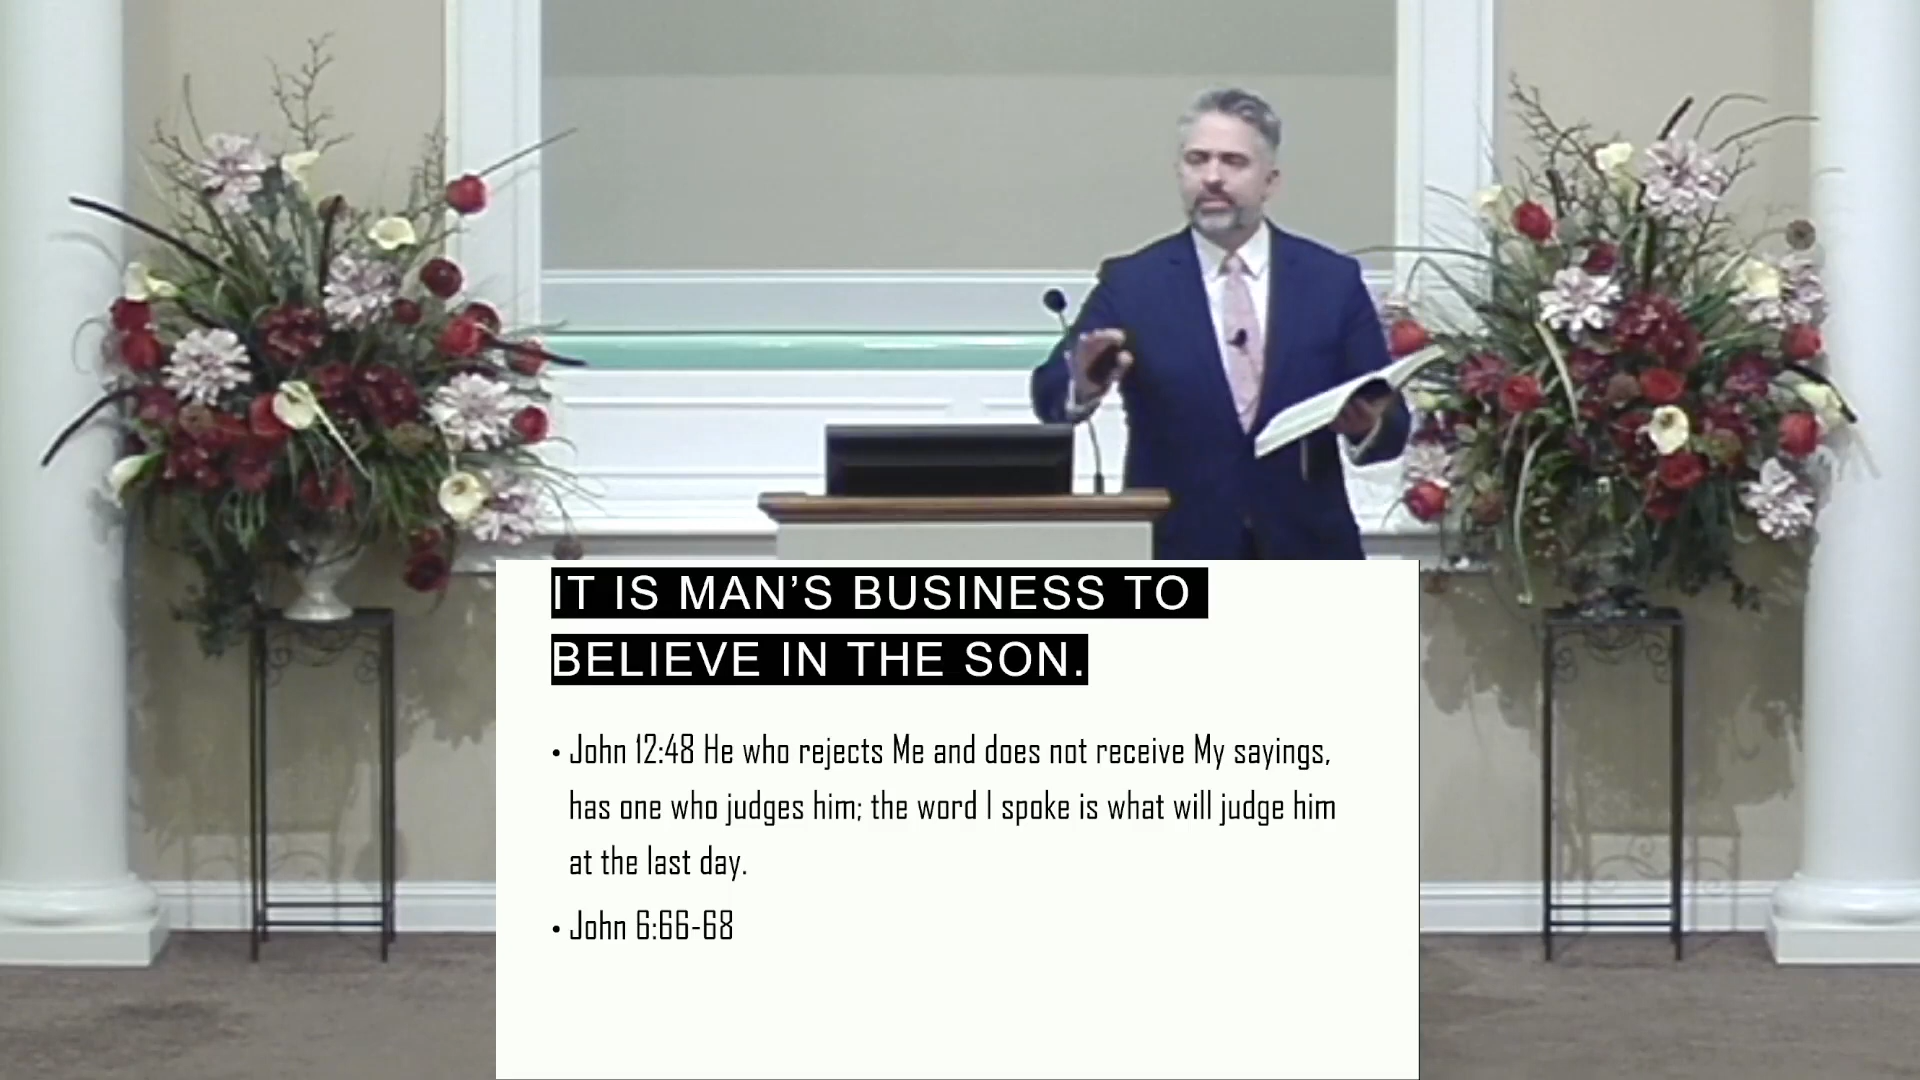 IT IS MAN’S BUSINESS TO
BELIEVE IN THE SON.
• John 12:48 He who rejects Me and does not receive My sayings,
has one who judges him; the word I spoke is what will judge him
at the last day.
• John 6:66-68